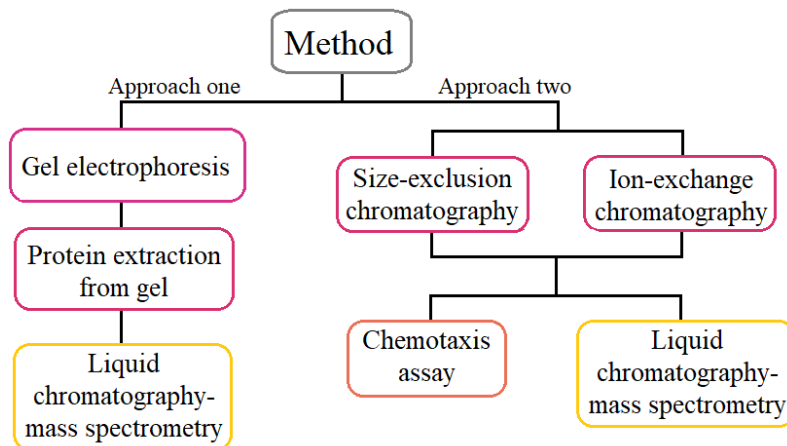 Method
Approach one
Approach two
Gel electrophoresis
Protein extraction
from gel
Liquid
chromatography-
mass spectrometry
Size-exclusion
chromatography
Ion-exchange
chromatography
Chemotaxis
assay
Liquid
chromatography-
mass spectrometry